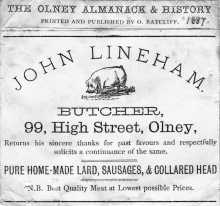 THE OLNEY ALMANACK & HISTORY
PRINTED AND PUBLISHED BY O. RATCLIFF. 1887.
JOHN LINEHAM.
BUTCHER,
99, High Street, Olney,
Returns his sincere thanks for past favours and respectfully
solicits a continuance of the same.
PURE HOME-MADE LARD, SAUSAGES, & COLLARED HEAD
N.B. Best Quality Meat at Lowest possible Prices.